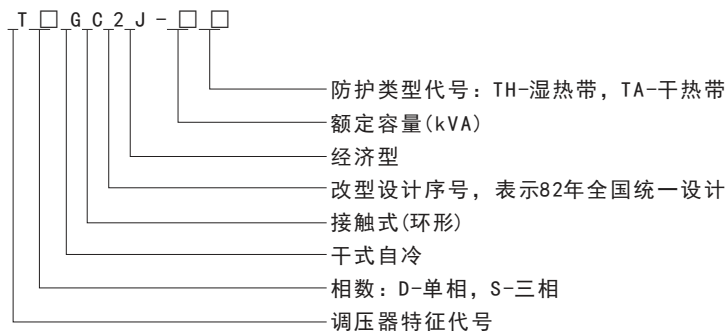 T□GC2J-□□
防护类型代号：TH-湿热带，TA-干热带
额定容量(kVA)
经济型
改型设计序号，表示82年全国统一设计
接触式(环形)
干式自冷
相数：D-单相，S-三相
调压器特征代号